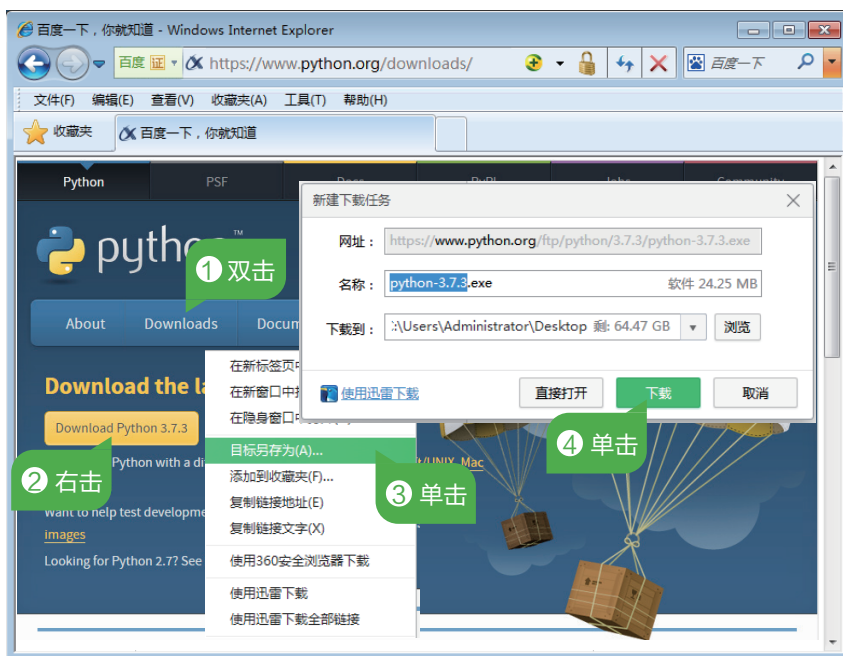 百度一下，你就知道 - Windows Internet Explorer
百度 证 https://www.python.org/downloads/ 百度一下
文件(F) 编辑(E) 查看(V) 收藏夹(A) 工具(T) 帮助(H)
收藏夹 百度一下，你就知道
Python PSF Docs PyPI Jobs Community
python™
1 双击
About Downloads Docum
Download the la
Download Python 3.7.3
2 右击
Python with a di
t/UNIX, Mac
Want to help test developme
images
Looking for Python 2.7? See
在新标签页中
在新窗口中打
在隐身窗口中
目标另存为(A)...
3 单击
添加到收藏夹(F)...
复制链接地址(E)
复制链接文字(X)
使用360安全浏览器下载
使用迅雷下载
使用迅雷下载全部链接
新建下载任务
网址： https://www.python.org/ftp/python/3.7.3/python-3.7.3.exe
名称： python-3.7.3.exe 软件 24.25 MB
下载到： :\Users\Administrator\Desktop 剩: 64.47 GB 浏览
使用迅雷下载 直接打开 下载 取消
4 单击